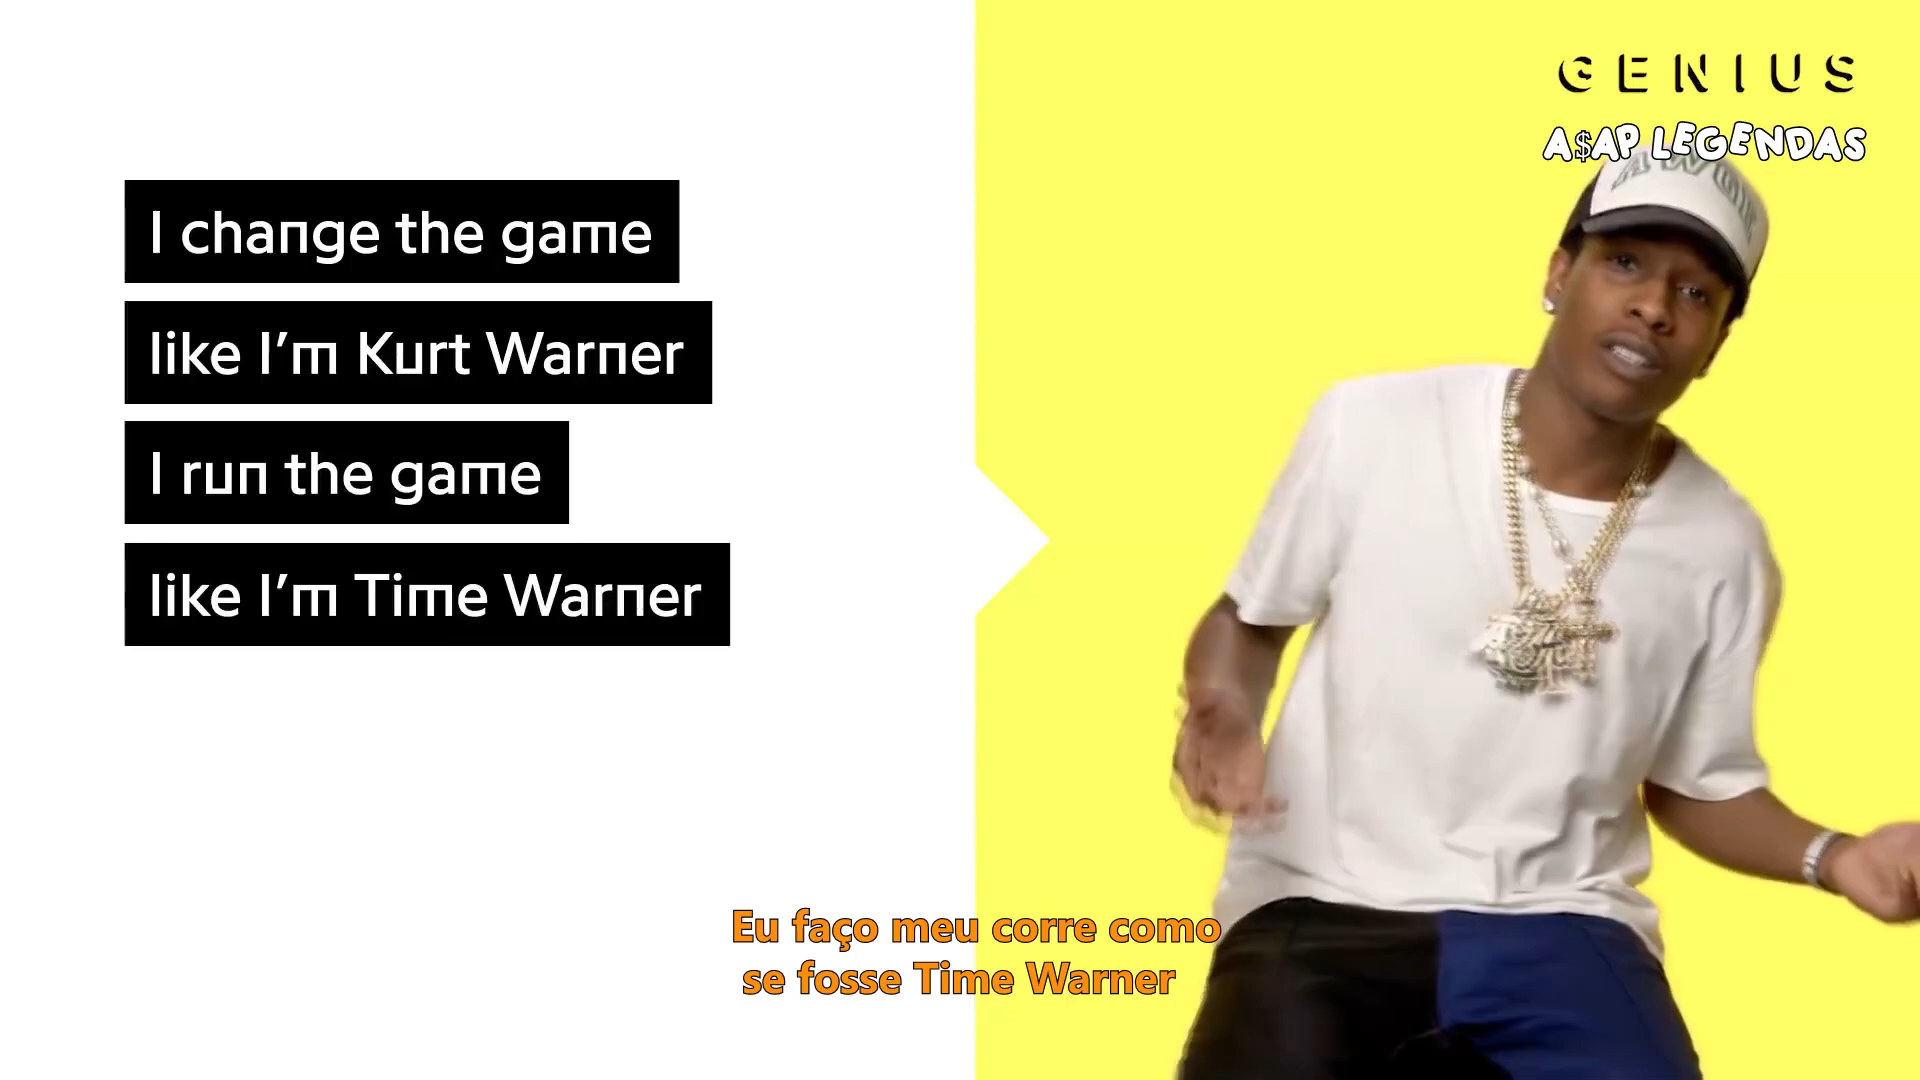 GENIUS
A$AP LEGENDAS
I change the game
like I’m Kurt Warner
I run the game
like I’m Time Warner
Eu faço meu corre como
se fosse Time Warner